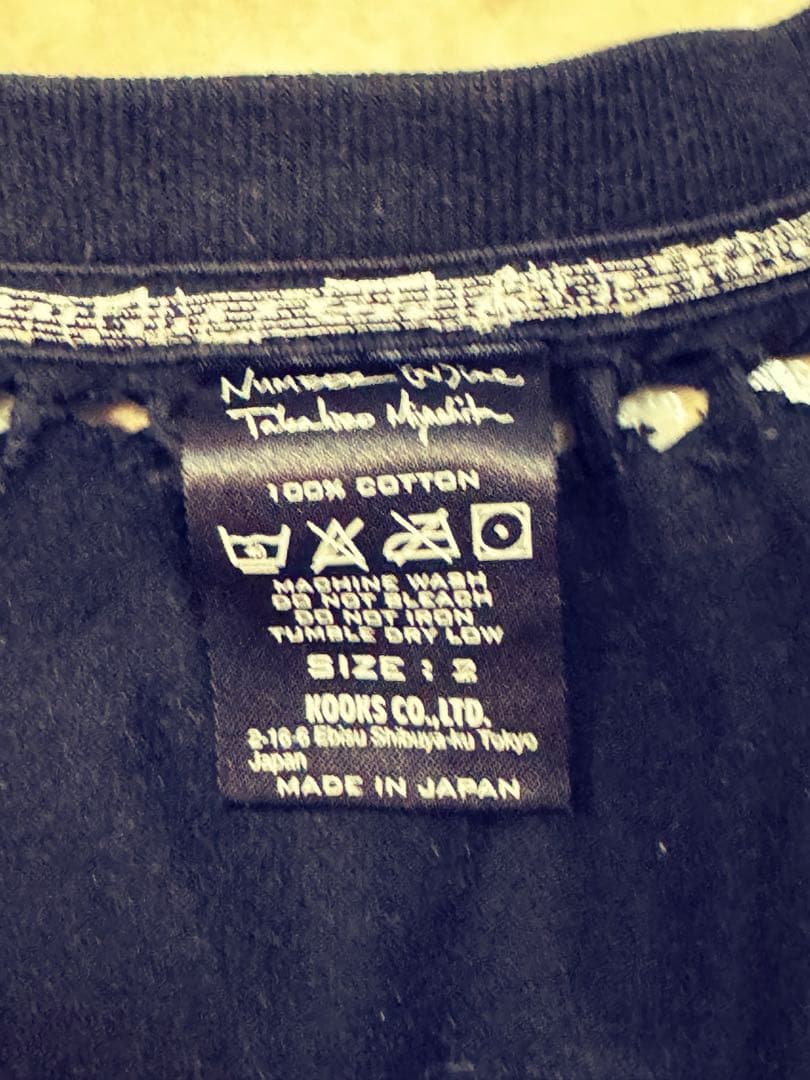 NUMBER (N)ine
Takahiro Miyashita
100% COTTON
40
MACHINE WASH
DO NOT BLEACH
DO NOT IRON
TUMBLE DRY LOW
SIZE : 2
KOOKS CO.,LTD.
2-16-6 Ebisu Shibuya-ku Tokyo
Japan
MADE IN JAPAN